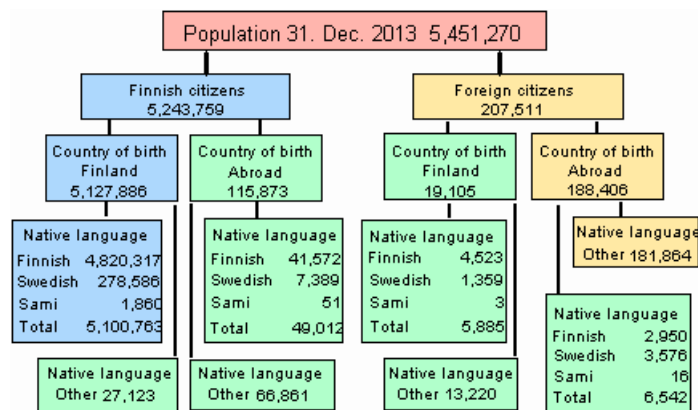 Population 31. Dec. 2013 5,451,270
Finnish citizens
5,243,759
Foreign citizens
207,511
Country of birth
Finland
5,127,886
Country of birth
Abroad
115,873
Country of birth
Finland
19,105
Country of birth
Abroad
188,406
Native language
Finnish 4,820,317
Swedish 278,586
Sami 1,860
Total 5,100,763
Native language
Finnish 41,572
Swedish 7,389
Sami 51
Total 49,012
Native language
Finnish 4,523
Swedish 1,359
Sami 3
Total 5,885
Native language
Other 181,864
Native language
Finnish 2,950
Swedish 3,576
Sami 16
Total 6,542
Native language
Other 27,123
Native language
Other 66,861
Native language
Other 13,220